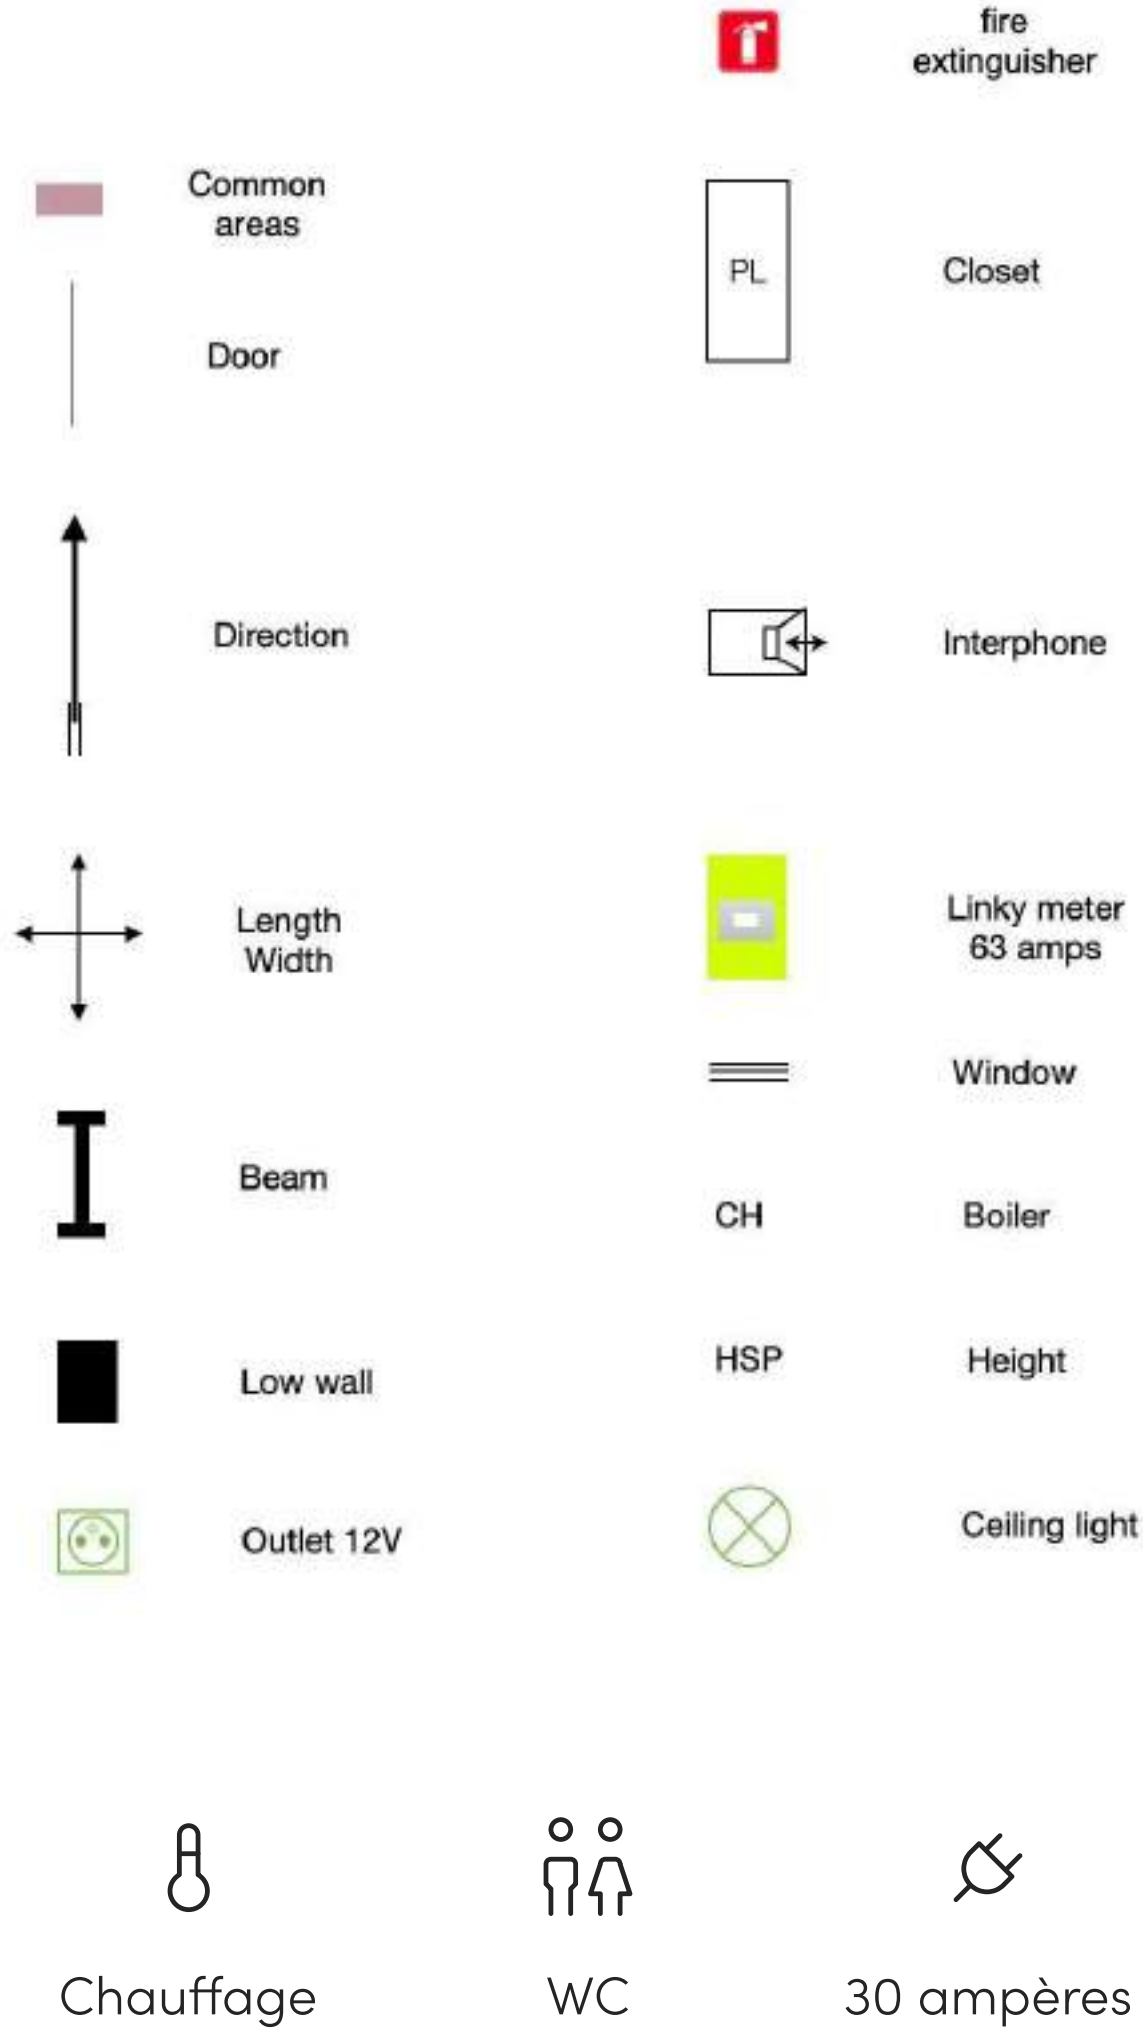 fire
extinguisher
Common
areas
Door
PL
Closet
Direction
Interphone
Length
Width
Linky meter
63 amps
Window
Beam
CH
Boiler
Low wall
HSP
Height
Outlet 12V
Ceiling light
Chauffage
WC
30 ampères